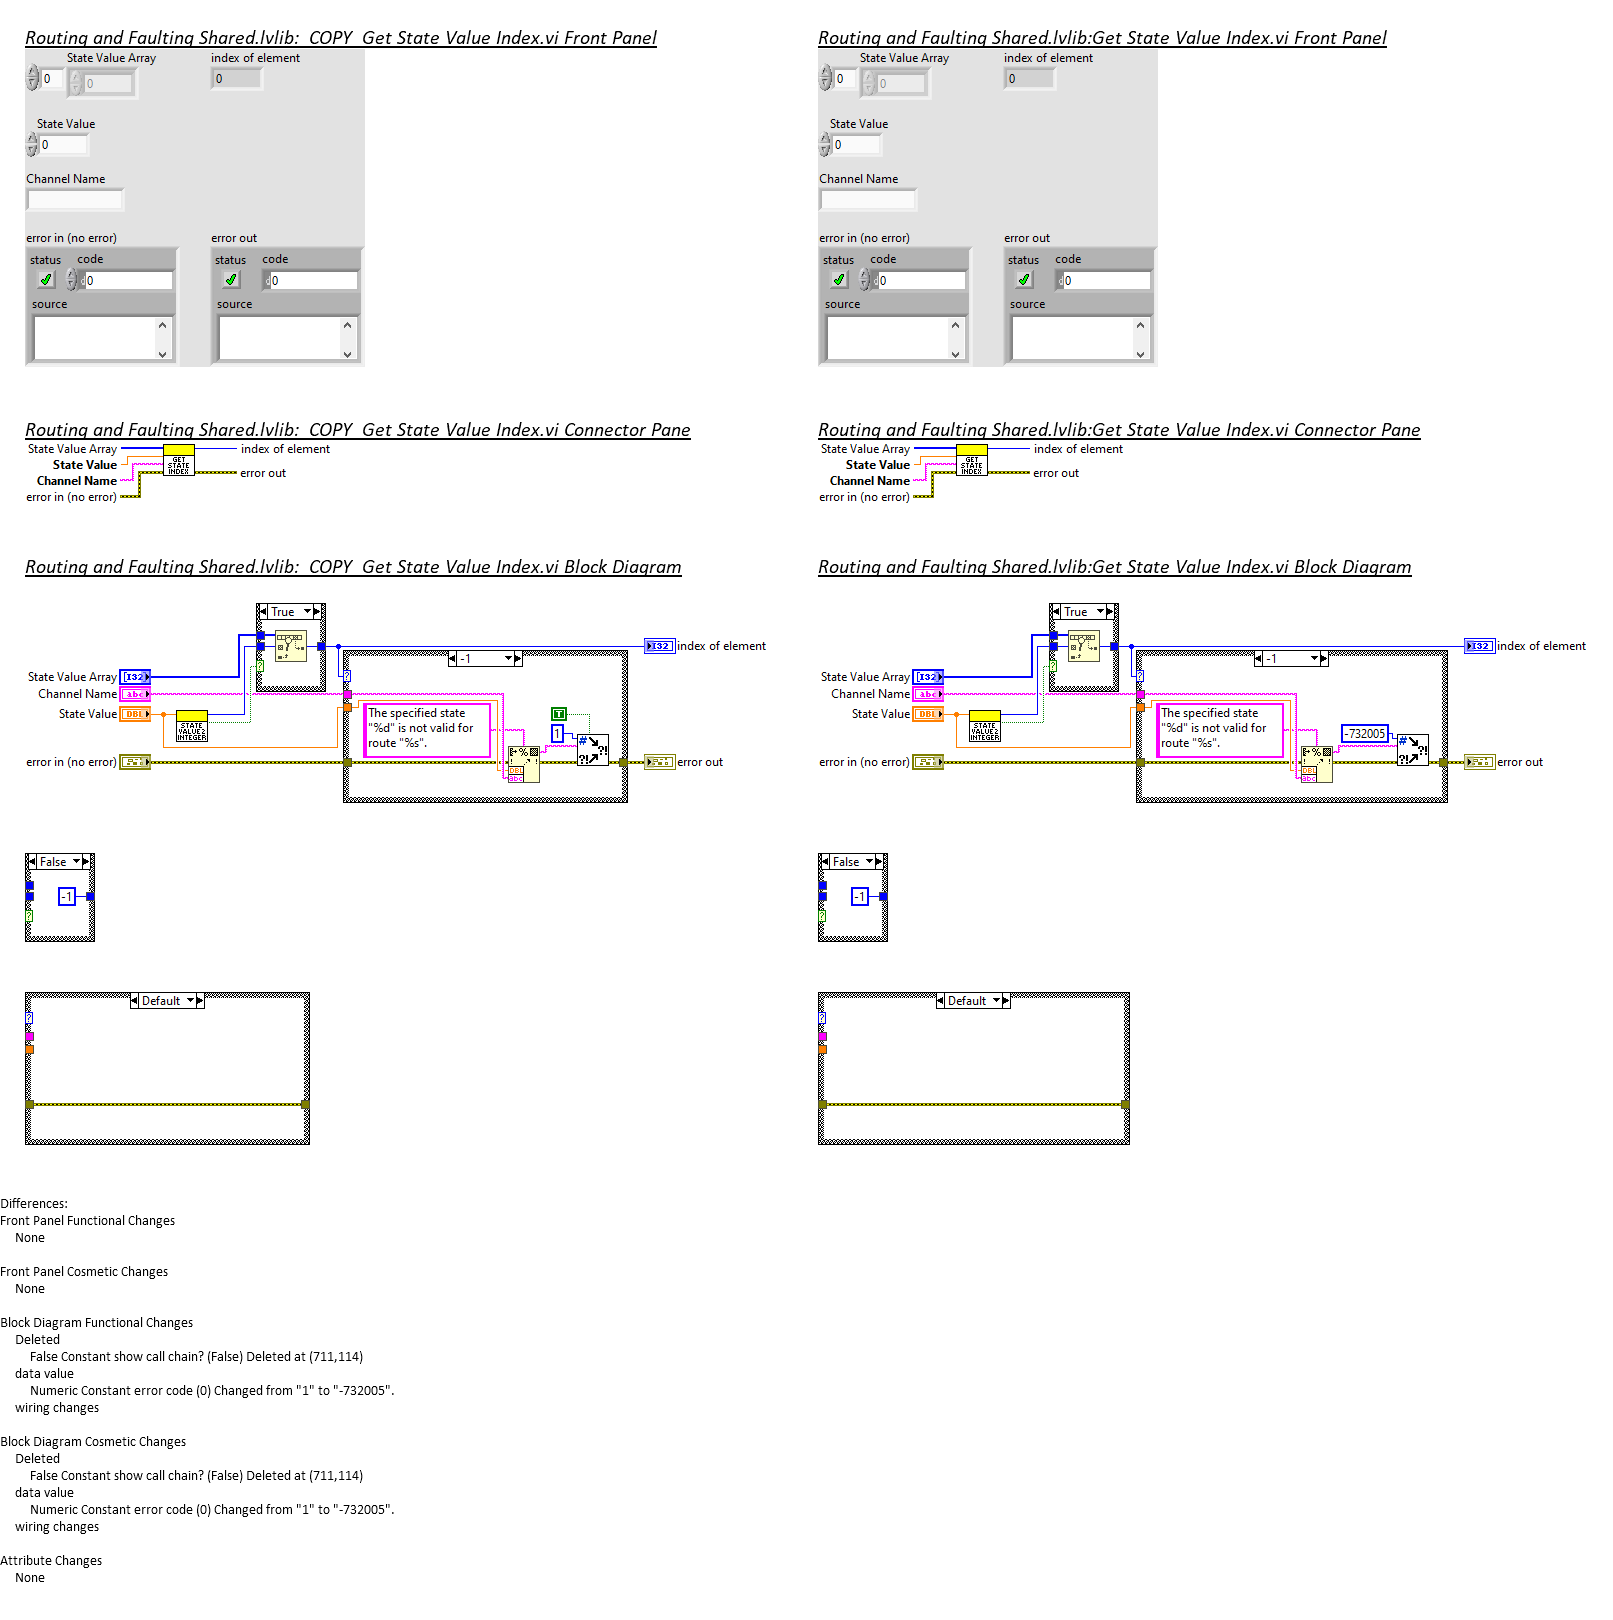 Routing and Faulting Shared.lvlib:  COPY  Get State Value Index.vi Front Panel
State Value Array
index of element
0
0
0
State Value
0
Channel Name
error in (no error)
error out
status
code
status
code
0
0
source
source
Routing and Faulting Shared.lvlib:Get State Value Index.vi Front Panel
State Value Array
index of element
0
0
0
State Value
0
Channel Name
error in (no error)
error out
status
code
status
code
0
0
source
source
Routing and Faulting Shared.lvlib:  COPY  Get State Value Index.vi Connector Pane
State Value Array
State Value
Channel Name
error in (no error)
GET
STATE
INDEX
index of element
error out
Routing and Faulting Shared.lvlib:Get State Value Index.vi Connector Pane
State Value Array
State Value
Channel Name
error in (no error)
GET
STATE
INDEX
index of element
error out
Routing and Faulting Shared.lvlib:  COPY  Get State Value Index.vi Block Diagram
True
I32
index of element
-1
?
?
State Value Array
I32
Channel Name
abc
State Value
DBL
STATE
VALUE2
INTEGER
The specified state
"%d" is not valid for
route "%s".
T
1
#
?!
?!
%
DBL
abc
error in (no error)
error out
Routing and Faulting Shared.lvlib:Get State Value Index.vi Block Diagram
True
I32
index of element
-1
?
?
State Value Array
I32
Channel Name
abc
State Value
DBL
STATE
VALUE2
INTEGER
The specified state
"%d" is not valid for
route "%s".
-732005
#
?!
?!
%
DBL
abc
error in (no error)
error out
False
-1
?
False
-1
?
Default
?
Default
?
Differences:
Front Panel Functional Changes
None
Front Panel Cosmetic Changes
None
Block Diagram Functional Changes
Deleted
False Constant show call chain? (False) Deleted at (711,114)
data value
Numeric Constant error code (0) Changed from "1" to "-732005".
wiring changes
Block Diagram Cosmetic Changes
Deleted
False Constant show call chain? (False) Deleted at (711,114)
data value
Numeric Constant error code (0) Changed from "1" to "-732005".
wiring changes
Attribute Changes
None